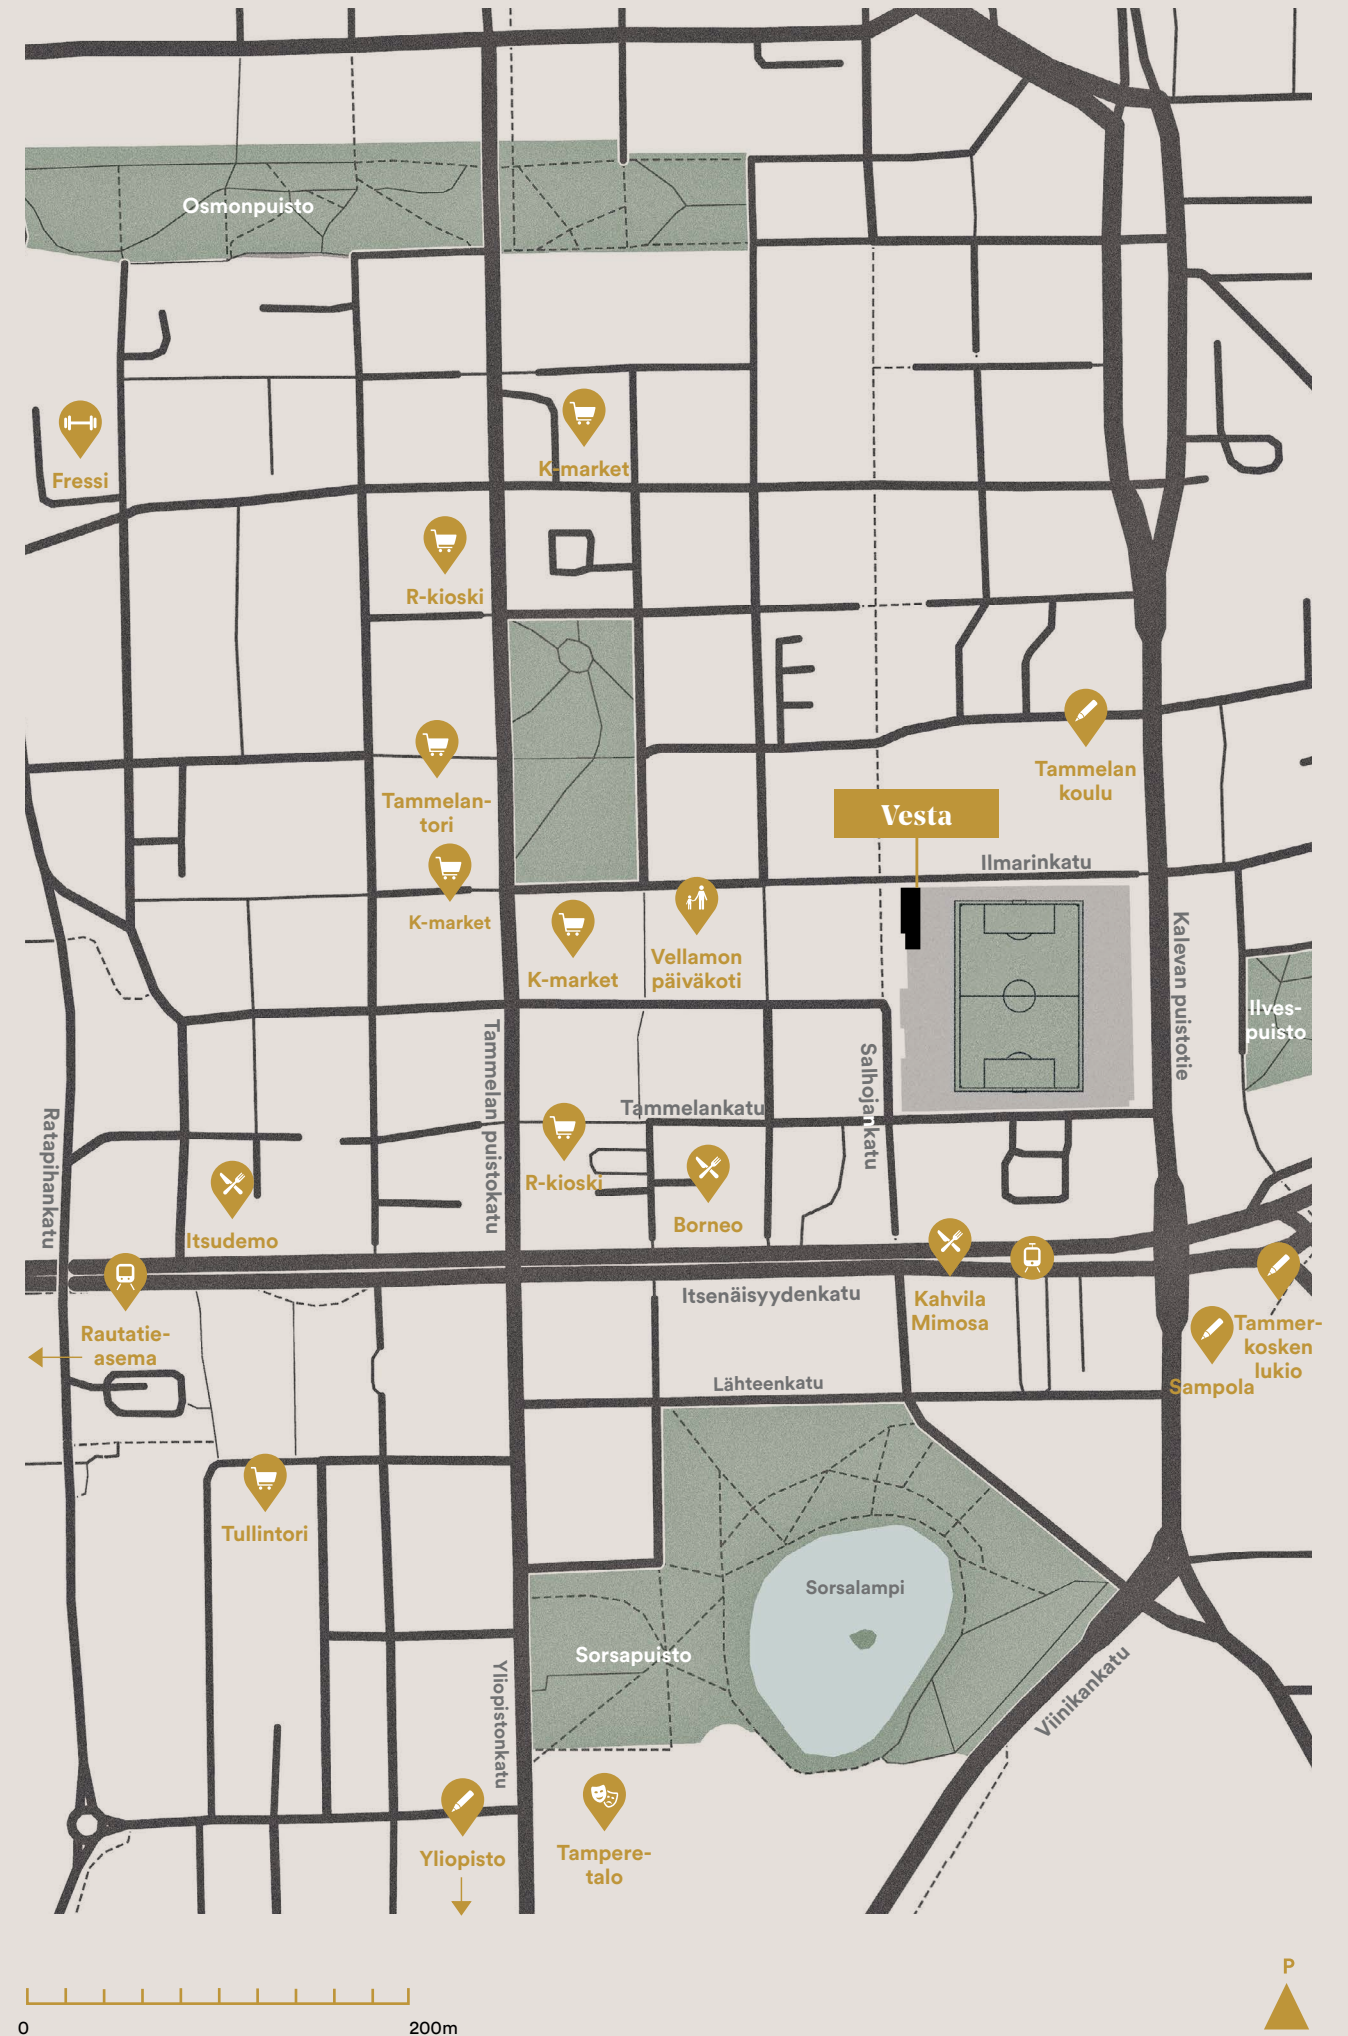 Osmonpuisto
K-market
Fressi
R-kioski
Tammelan
koulu
Tammelan-
tori
Vesta
Ilmarinkatu
K-market
Kalevan puistotie
Vellamon
päiväkoti
K-market
Ilves-
puisto
Tammelan puistokatu
Salhojankatu
Tammelankatu
Ratapihankatu
R-kioski
Borneo
Itsudemo
Itsenäisyydenkatu
Kahvila
Mimosa
Rautatie-
asema
Tammer-
kosken
lukio
Sampola
Lähteenkatu
Tullintori
Sorsalampi
Sorsapuisto
Yliopistonkatu
Viinikankatu
Yliopisto
Tampere-
talo
P
0
200m